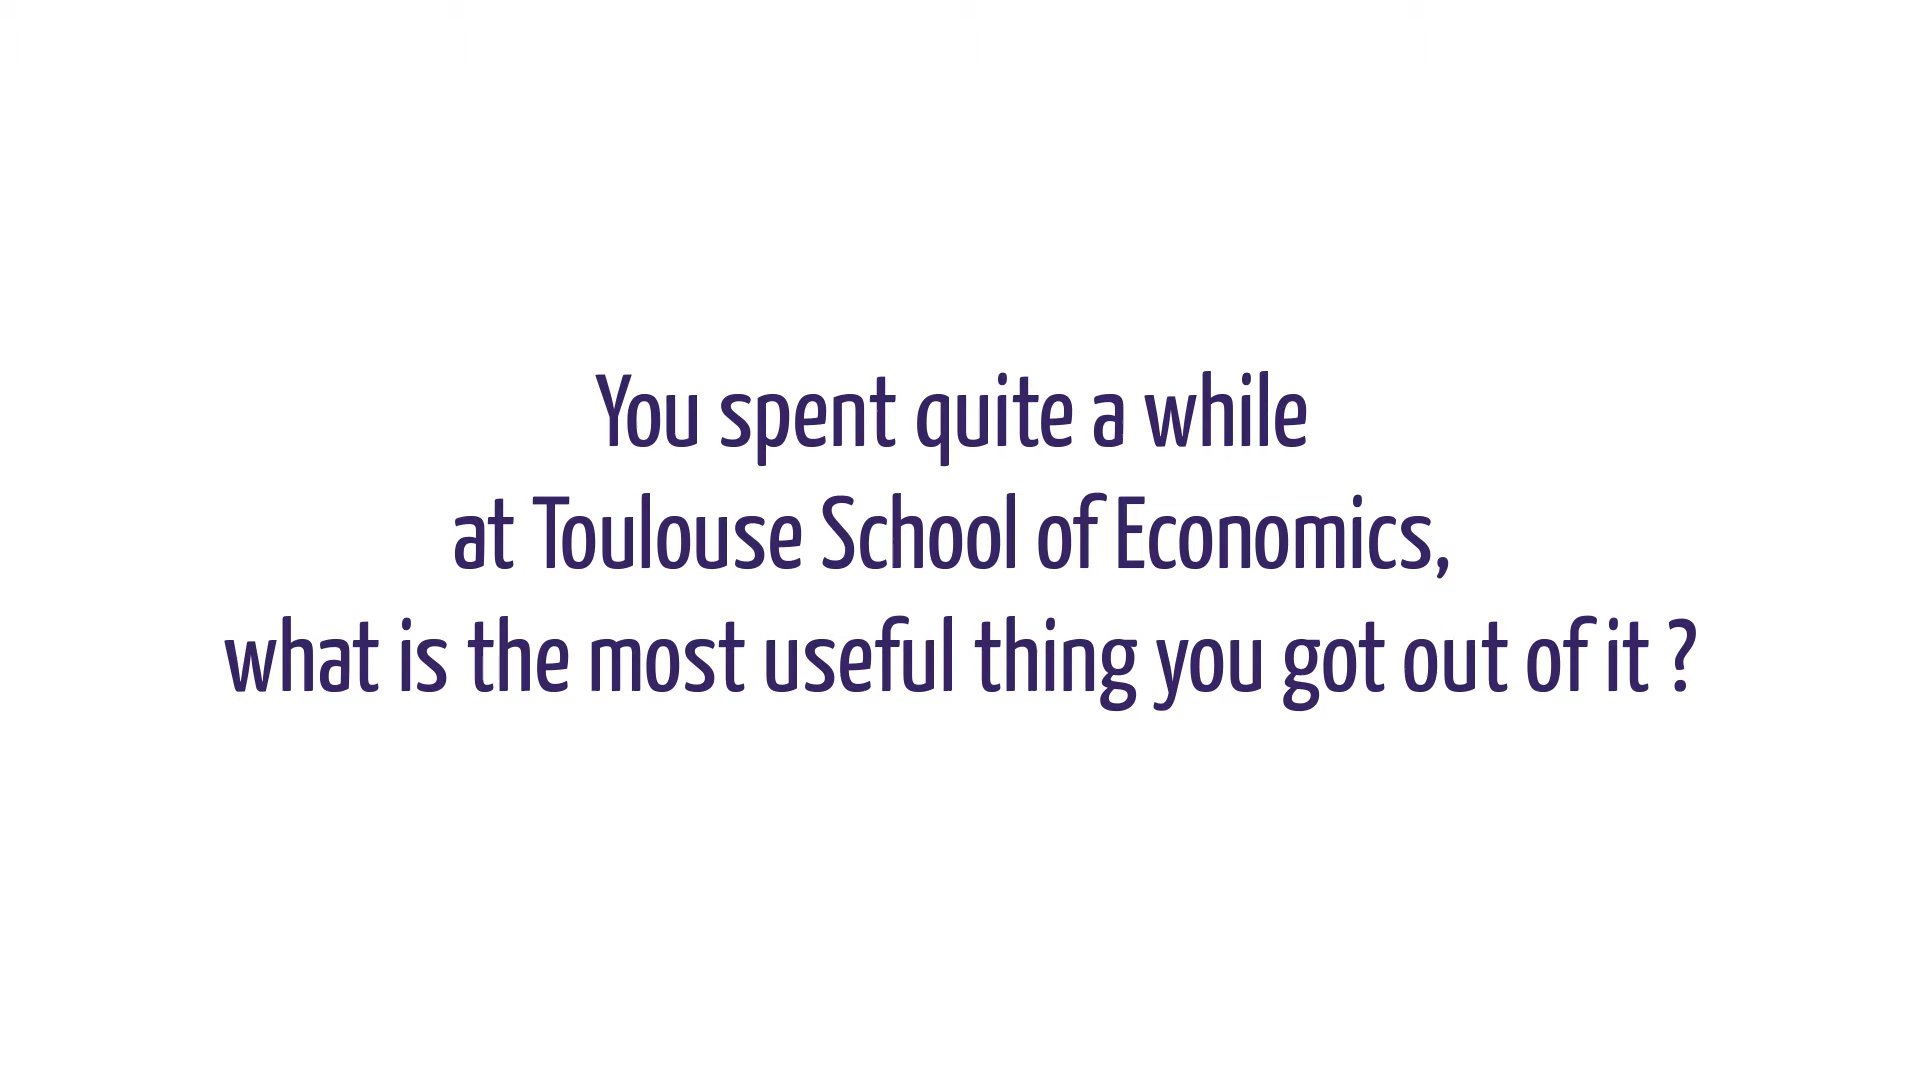 You spent quite a while
at Toulouse School of Economics,
what is the most useful thing you got out of it ?